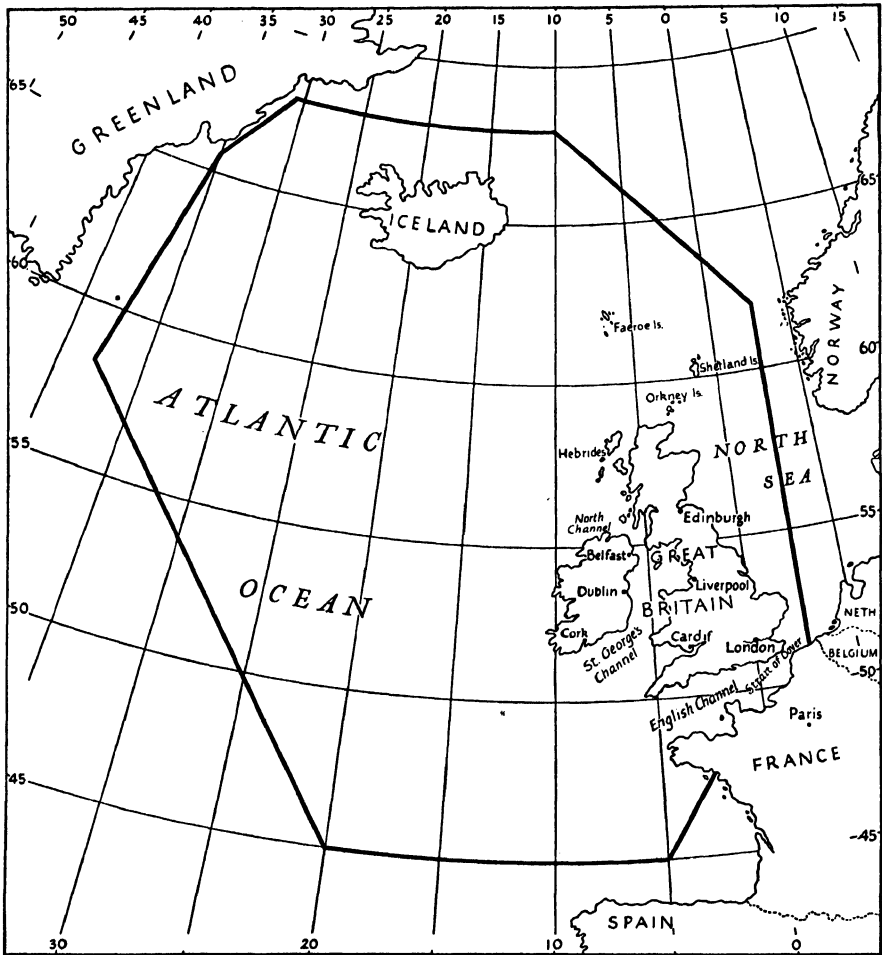 50 45 40 35 30 25 20 15 10 5 0 5 10 15
65
GREENLAND
65
ICELAND
60
Faeroe Is.
NORWAY
60
Shetland Is.
Orkney Is.
ATLANTIC
NORTH
SEA
55
Hebrides
55
North
Channel
Edinburgh
Belfast
GREAT
OCEAN
Dublin
Liverpool
BRITAIN
50
NETH
Cork
Cardif
St. George's
Channel
London
BELGIUM
Strait of Dover
50
English Channel
Paris
FRANCE
45
45
SPAIN
30 20 10 0